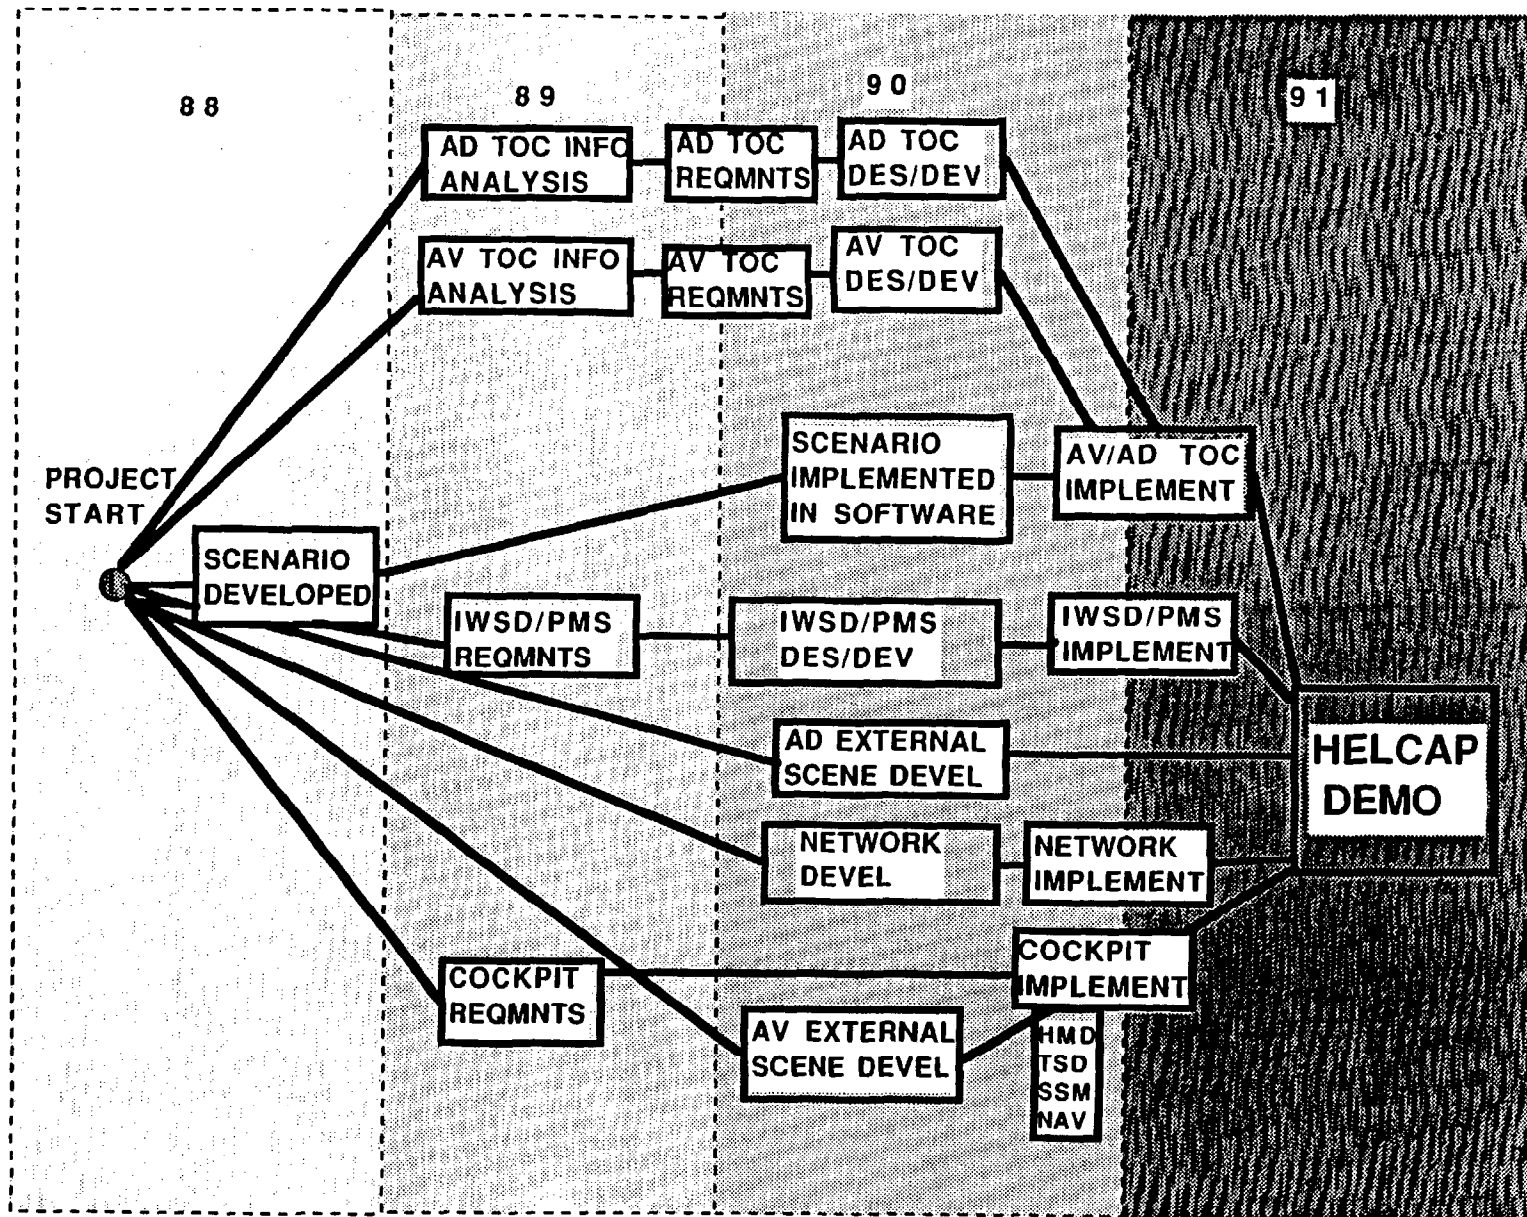 88
89
90
91
AD TOC INFO
ANALYSIS
AD TOC
REQMNTS
AD TOC
DES/DEV
AV TOC INFO
ANALYSIS
AV TOC
REQMNTS
AV TOC
DES/DEV
SCENARIO
IMPLEMENTED
IN SOFTWARE
AV/AD TOC
IMPLEMENT
PROJECT
START
SCENARIO
DEVELOPED
IWSD/PMS
REQMNTS
IWSD/PMS
DES/DEV
IWSD/PMS
IMPLEMENT
AD EXTERNAL
SCENE DEVEL
HELCAP
DEMO
NETWORK
DEVEL
NETWORK
IMPLEMENT
COCKPIT
REQMNTS
COCKPIT
IMPLEMENT
AV EXTERNAL
SCENE DEVEL
HMD
TSD
SSM
NAV